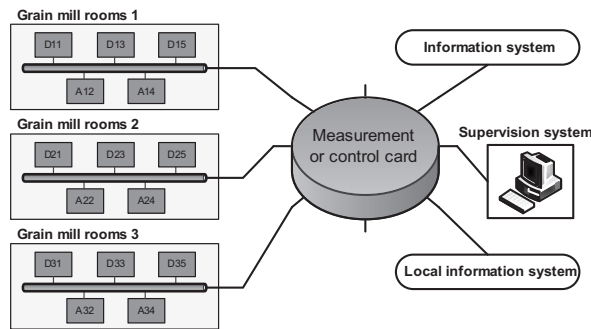 Grain mill rooms 1
D11 D13 D15
A12 A14
Grain mill rooms 2
D21 D23 D25
A22 A24
Grain mill rooms 3
D31 D33 D35
A32 A34
Measurement
or control card
Information system
Supervision system
Local information system